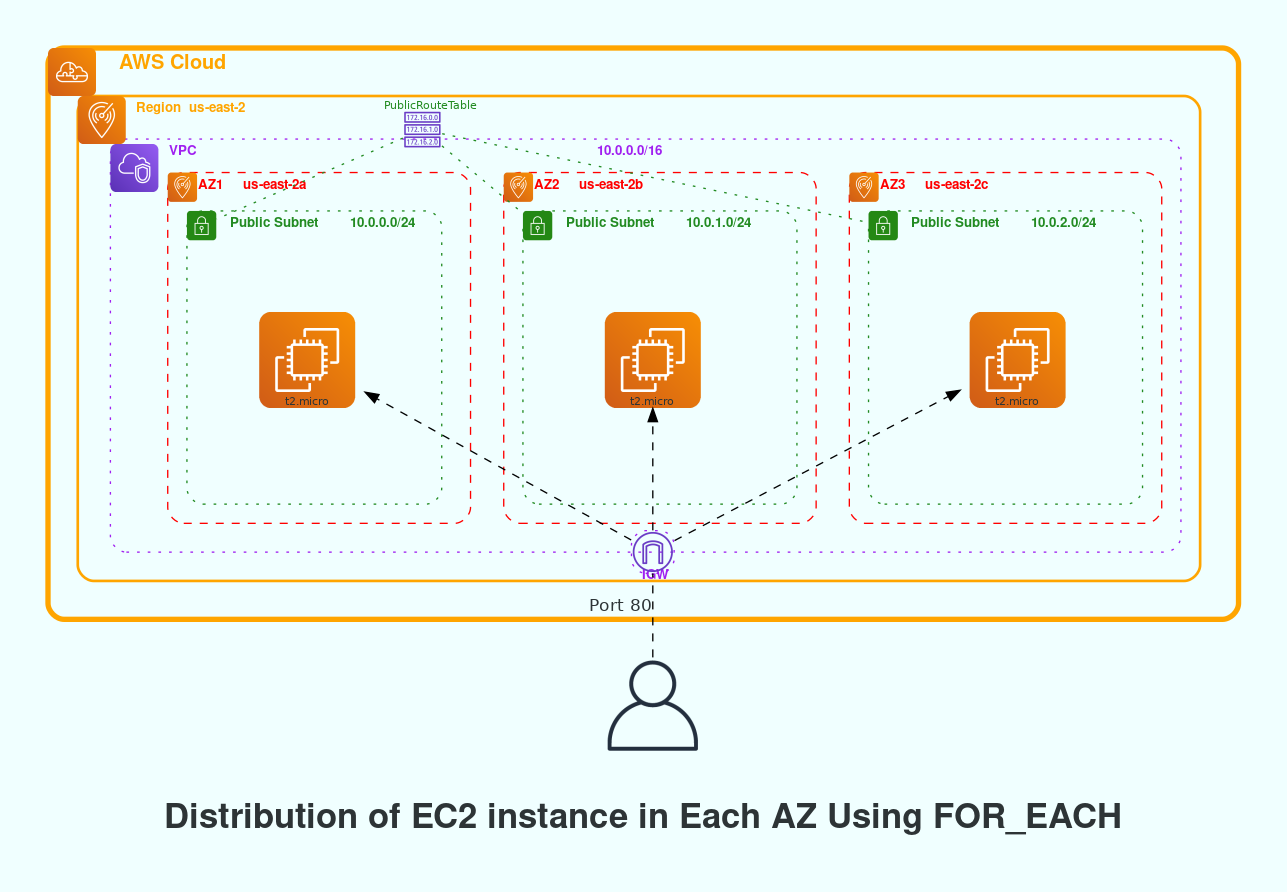 AWS Cloud
Region us-east-2
PublicRouteTable
172.16.0.0
172.16.1.0
172.16.2.0
VPC 10.0.0.0/16
AZ1 us-east-2a
AZ2 us-east-2b
AZ3 us-east-2c
Public Subnet 10.0.0.0/24
Public Subnet 10.0.1.0/24
Public Subnet 10.0.2.0/24
t2.micro
t2.micro
t2.micro
IGW
Port 80
Distribution of EC2 instance in Each AZ Using FOR_EACH